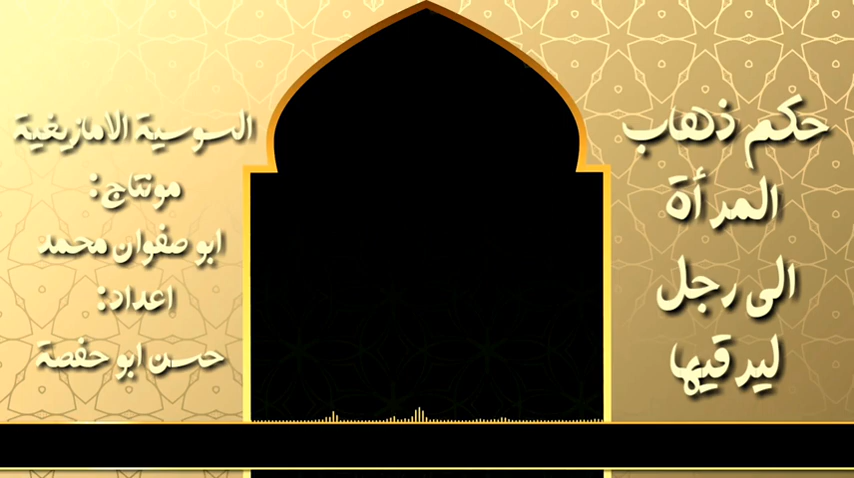 حكم ذهاب
المرأة
الى رجل
ليرقيها
السوسية الامازيغية
مونتاج:
ابو صفوان محمد
اعداد:
حسن ابو حفصة